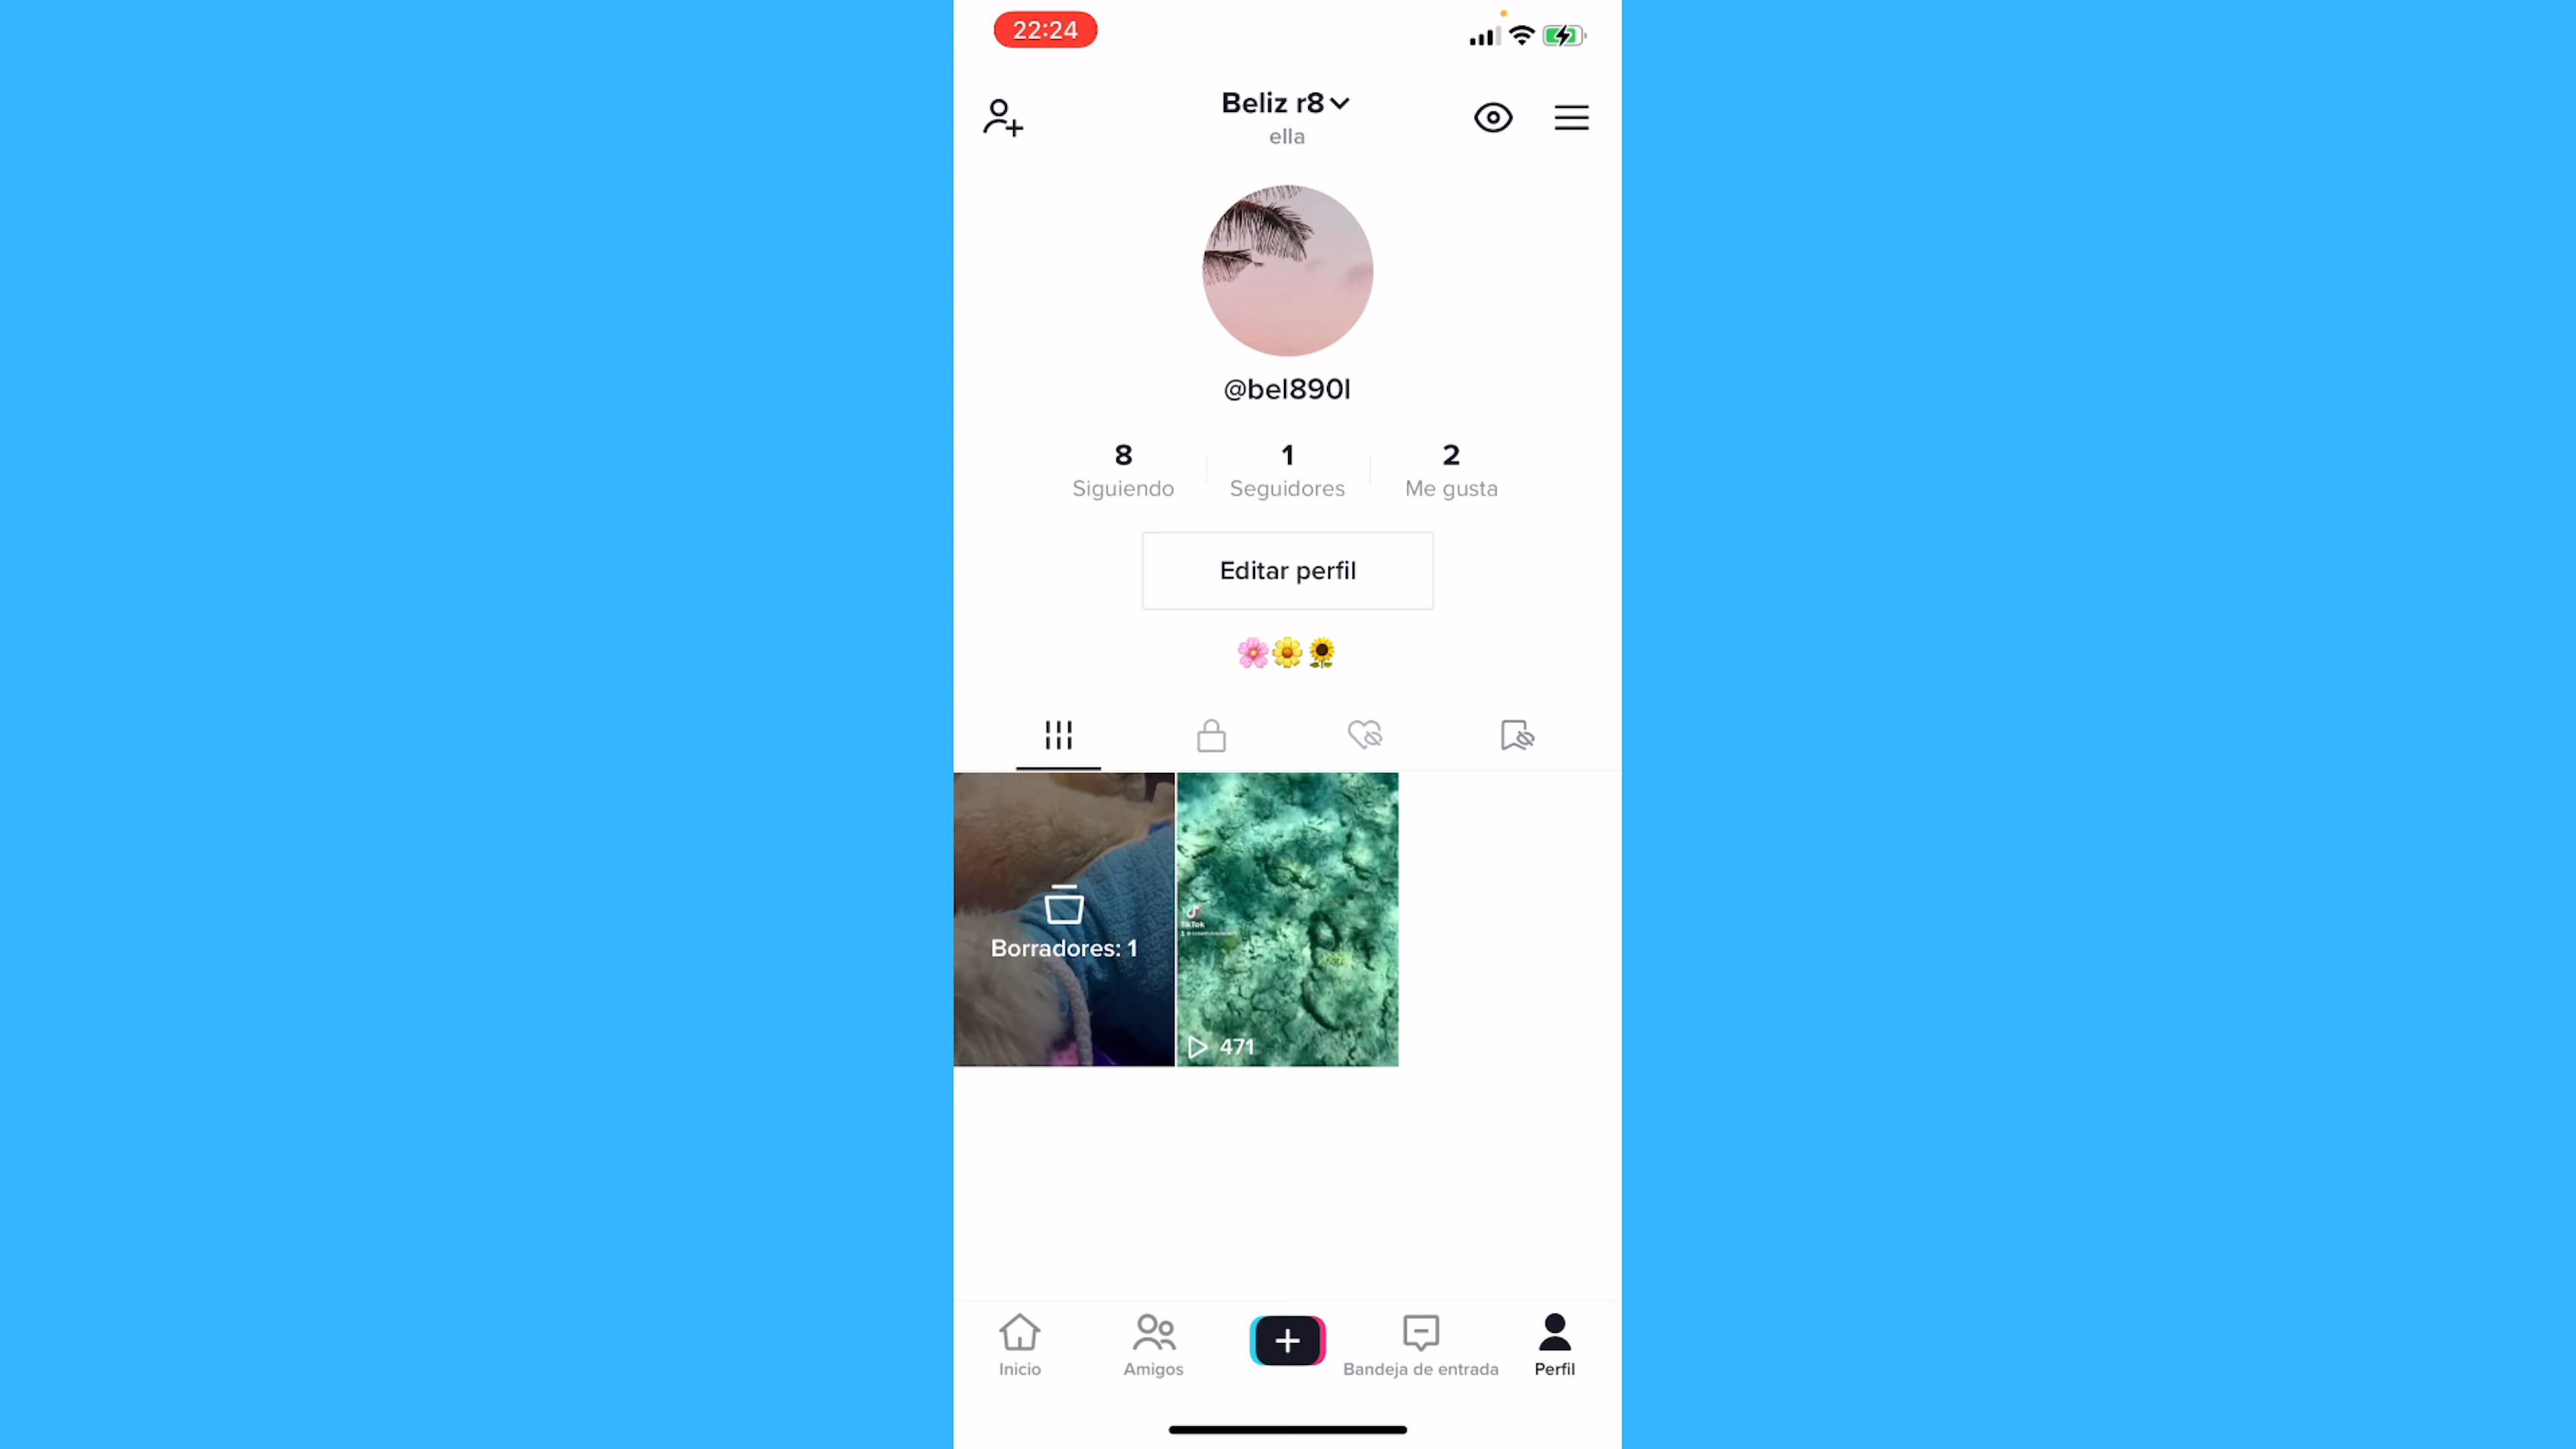 22:24
Beliz r8
ella
@bel890l
8
Siguiendo
1
Seguidores
2
Me gusta
Editar perfil
Borradores: 1
TikTok
471
Inicio
Amigos
Bandeja de entrada
Perfil